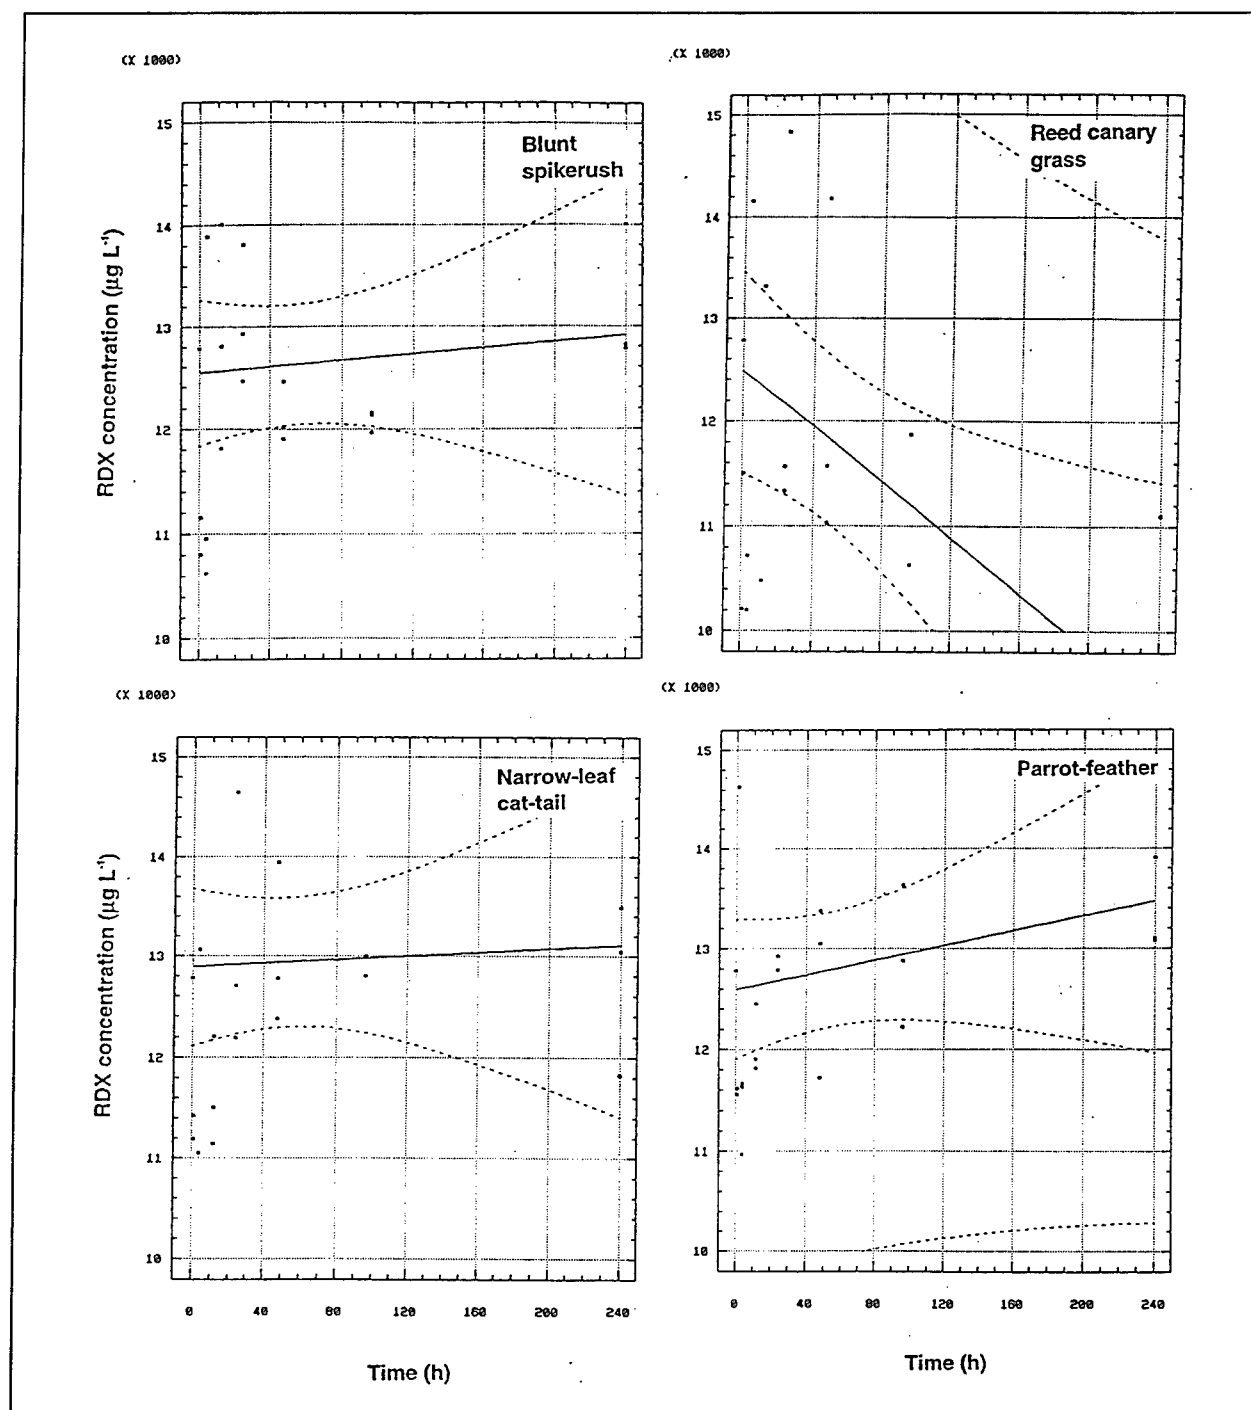 (X 1000)
15
14
13
12
11
10
RDX concentration (µg L⁻¹)
Blunt
spikerush
(X 1000)
15
14
13
12
11
10
Reed canary
grass
(X 1000)
15
14
13
12
11
10
RDX concentration (µg L⁻¹)
Narrow-leaf
cat-tail
0 40 80 120 160 200 240
Time (h)
(X 1000)
15
14
13
12
11
10
Parrot-feather
0 40 80 120 160 200 240
Time (h)